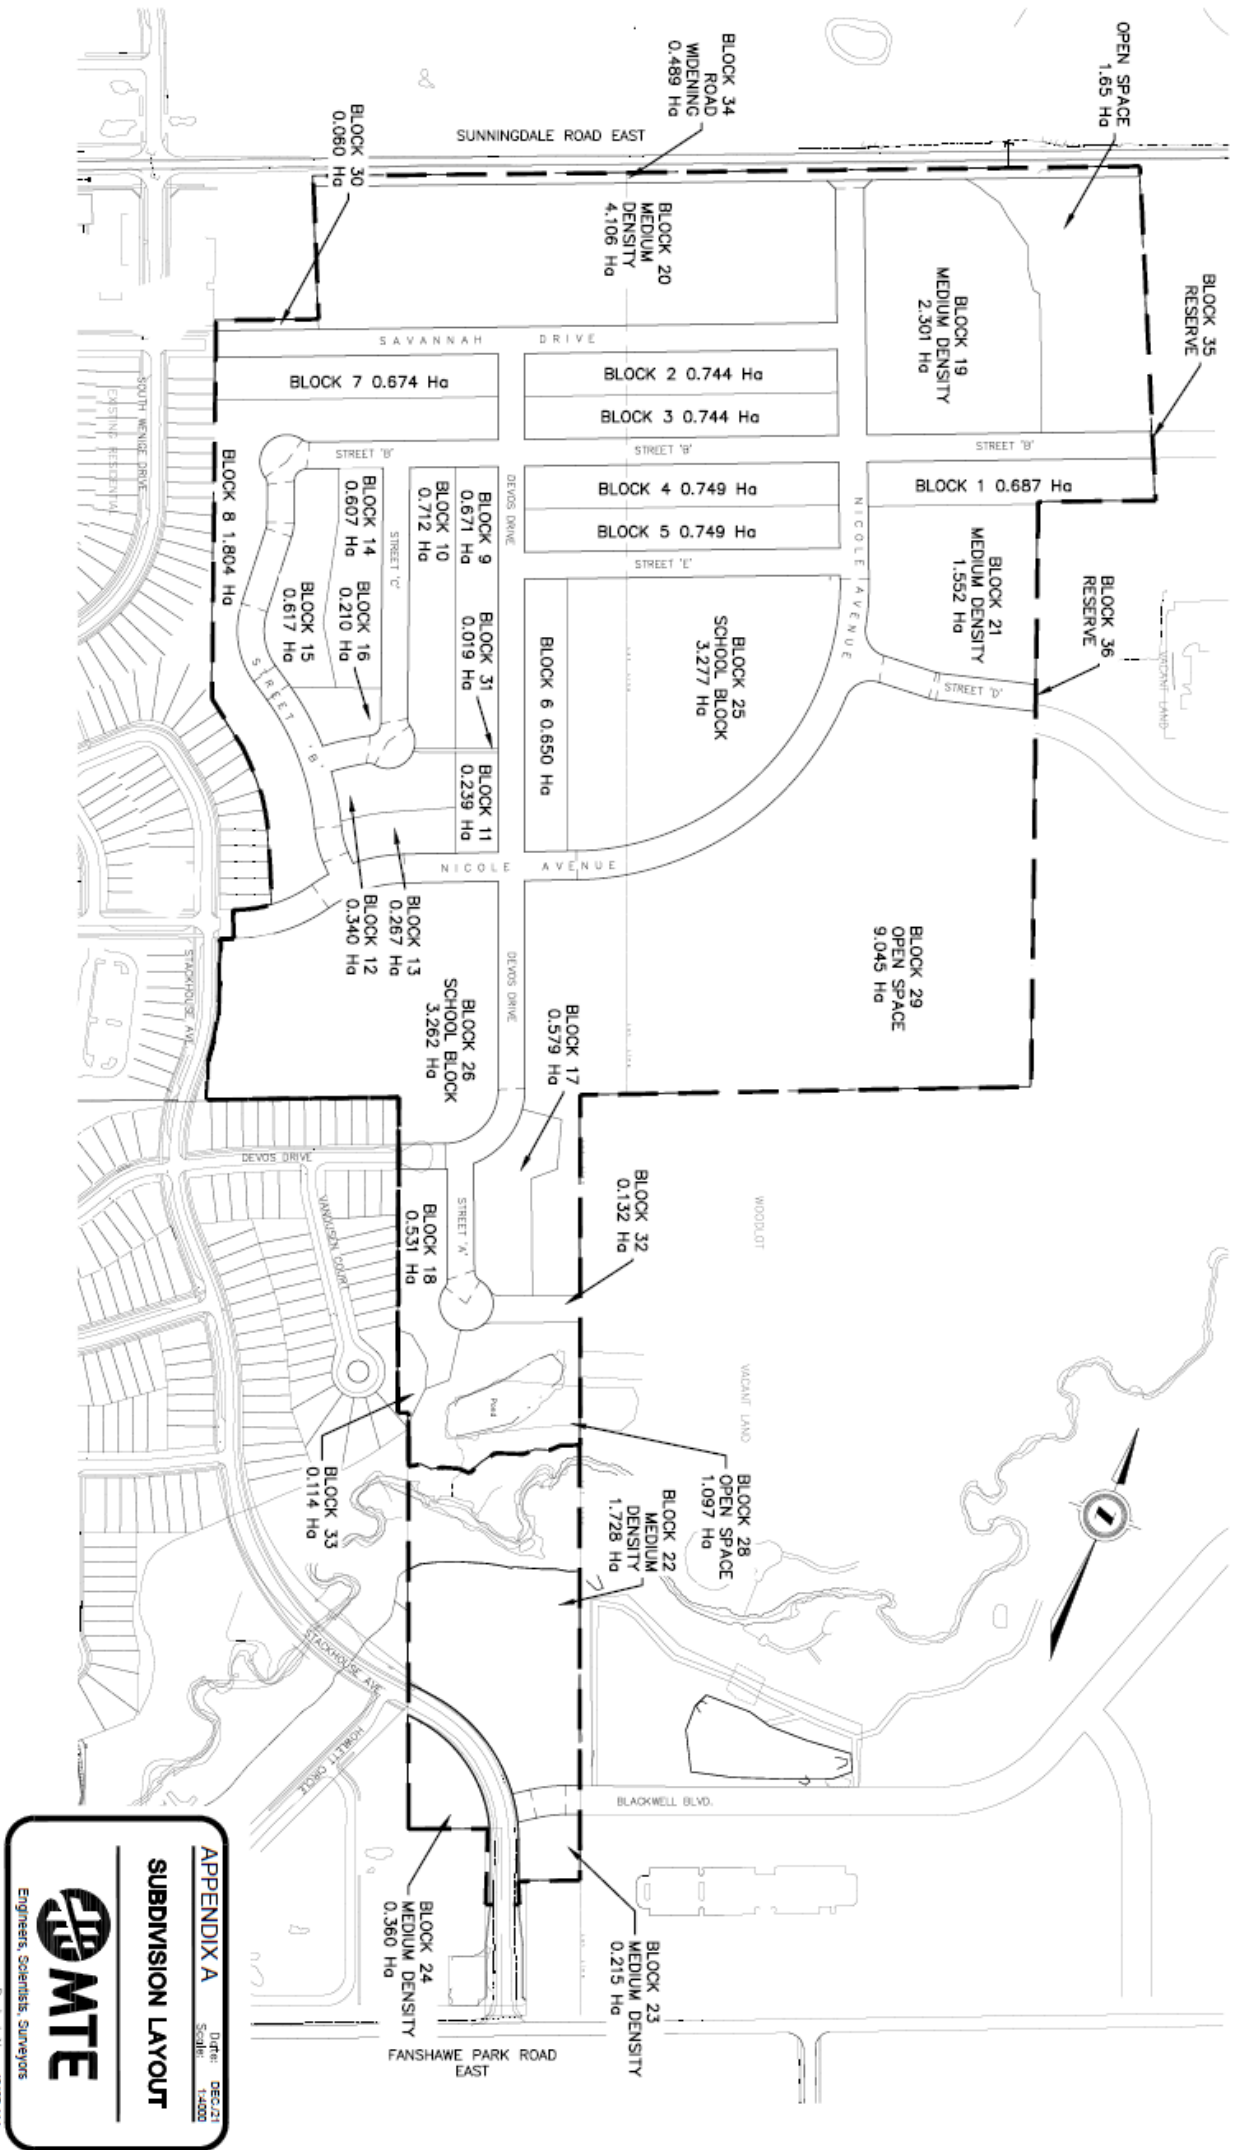 OPEN SPACE
1.65 Ha
BLOCK 34
ROAD
WIDENING
0.489 Ha
SUNNINGDALE ROAD EAST
BLOCK 30
0.060 Ha
BLOCK 35
RESERVE
BLOCK 19
MEDIUM DENSITY
2.301 Ha
BLOCK 20
MEDIUM
DENSITY
4.106 Ha
SAVANNAH DRIVE
BLOCK 7 0.674 Ha
BLOCK 2 0.744 Ha
BLOCK 3 0.744 Ha
STREET 'B'
STREET 'B'
STREET 'B'
BLOCK 4 0.749 Ha
BLOCK 5 0.749 Ha
BLOCK 1 0.687 Ha
STREET 'E'
SOUTH WENIGE DRIVE
EXISTING RESIDENTIAL
BLOCK 8 1.804 Ha
BLOCK 14
0.607 Ha
STREET 'C'
BLOCK 10
0.712 Ha
BLOCK 9
0.671 Ha
DEVOS DRIVE
NICOLE AVENUE
BLOCK 21
MEDIUM DENSITY
1.552 Ha
BLOCK 36
RESERVE
VACANT LAND
BLOCK 15
0.617 Ha
BLOCK 16
0.210 Ha
BLOCK 31
0.019 Ha
BLOCK 6 0.650 Ha
BLOCK 25
SCHOOL BLOCK
3.277 Ha
STREET 'D'
STREET 'B'
BLOCK 11
0.239 Ha
NICOLE AVENUE
BLOCK 13
0.267 Ha
BLOCK 12
0.340 Ha
BLOCK 29
OPEN SPACE
9.045 Ha
STACKHOUSE AVE
BLOCK 26
SCHOOL BLOCK
3.262 Ha
DEVOS DRIVE
BLOCK 17
0.579 Ha
DEVOS DRIVE
VANDUSEN COURT
BLOCK 18
0.531 Ha
STREET 'A'
BLOCK 32
0.132 Ha
WOODLOT
VACANT LAND
Pond
BLOCK 33
0.114 Ha
BLOCK 28
OPEN SPACE
1.097 Ha
BLOCK 22
MEDIUM
DENSITY
1.728 Ha
STACKHOUSE AVE
HOWLETT CIRCLE
BLACKWELL BLVD.
BLOCK 24
MEDIUM DENSITY
0.360 Ha
BLOCK 23
MEDIUM DENSITY
0.215 Ha
FANSHAWE PARK ROAD
EAST
APPENDIX A
Date: DEC/21
Scale: 1:4000
SUBDIVISION LAYOUT
MTE
Engineers, Scientists, Surveyors